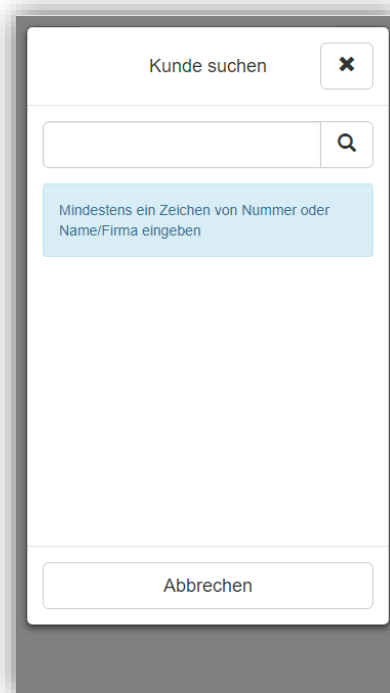 Kunde suchen
Mindestens ein Zeichen von Nummer oder
Name/Firma eingeben
Abbrechen